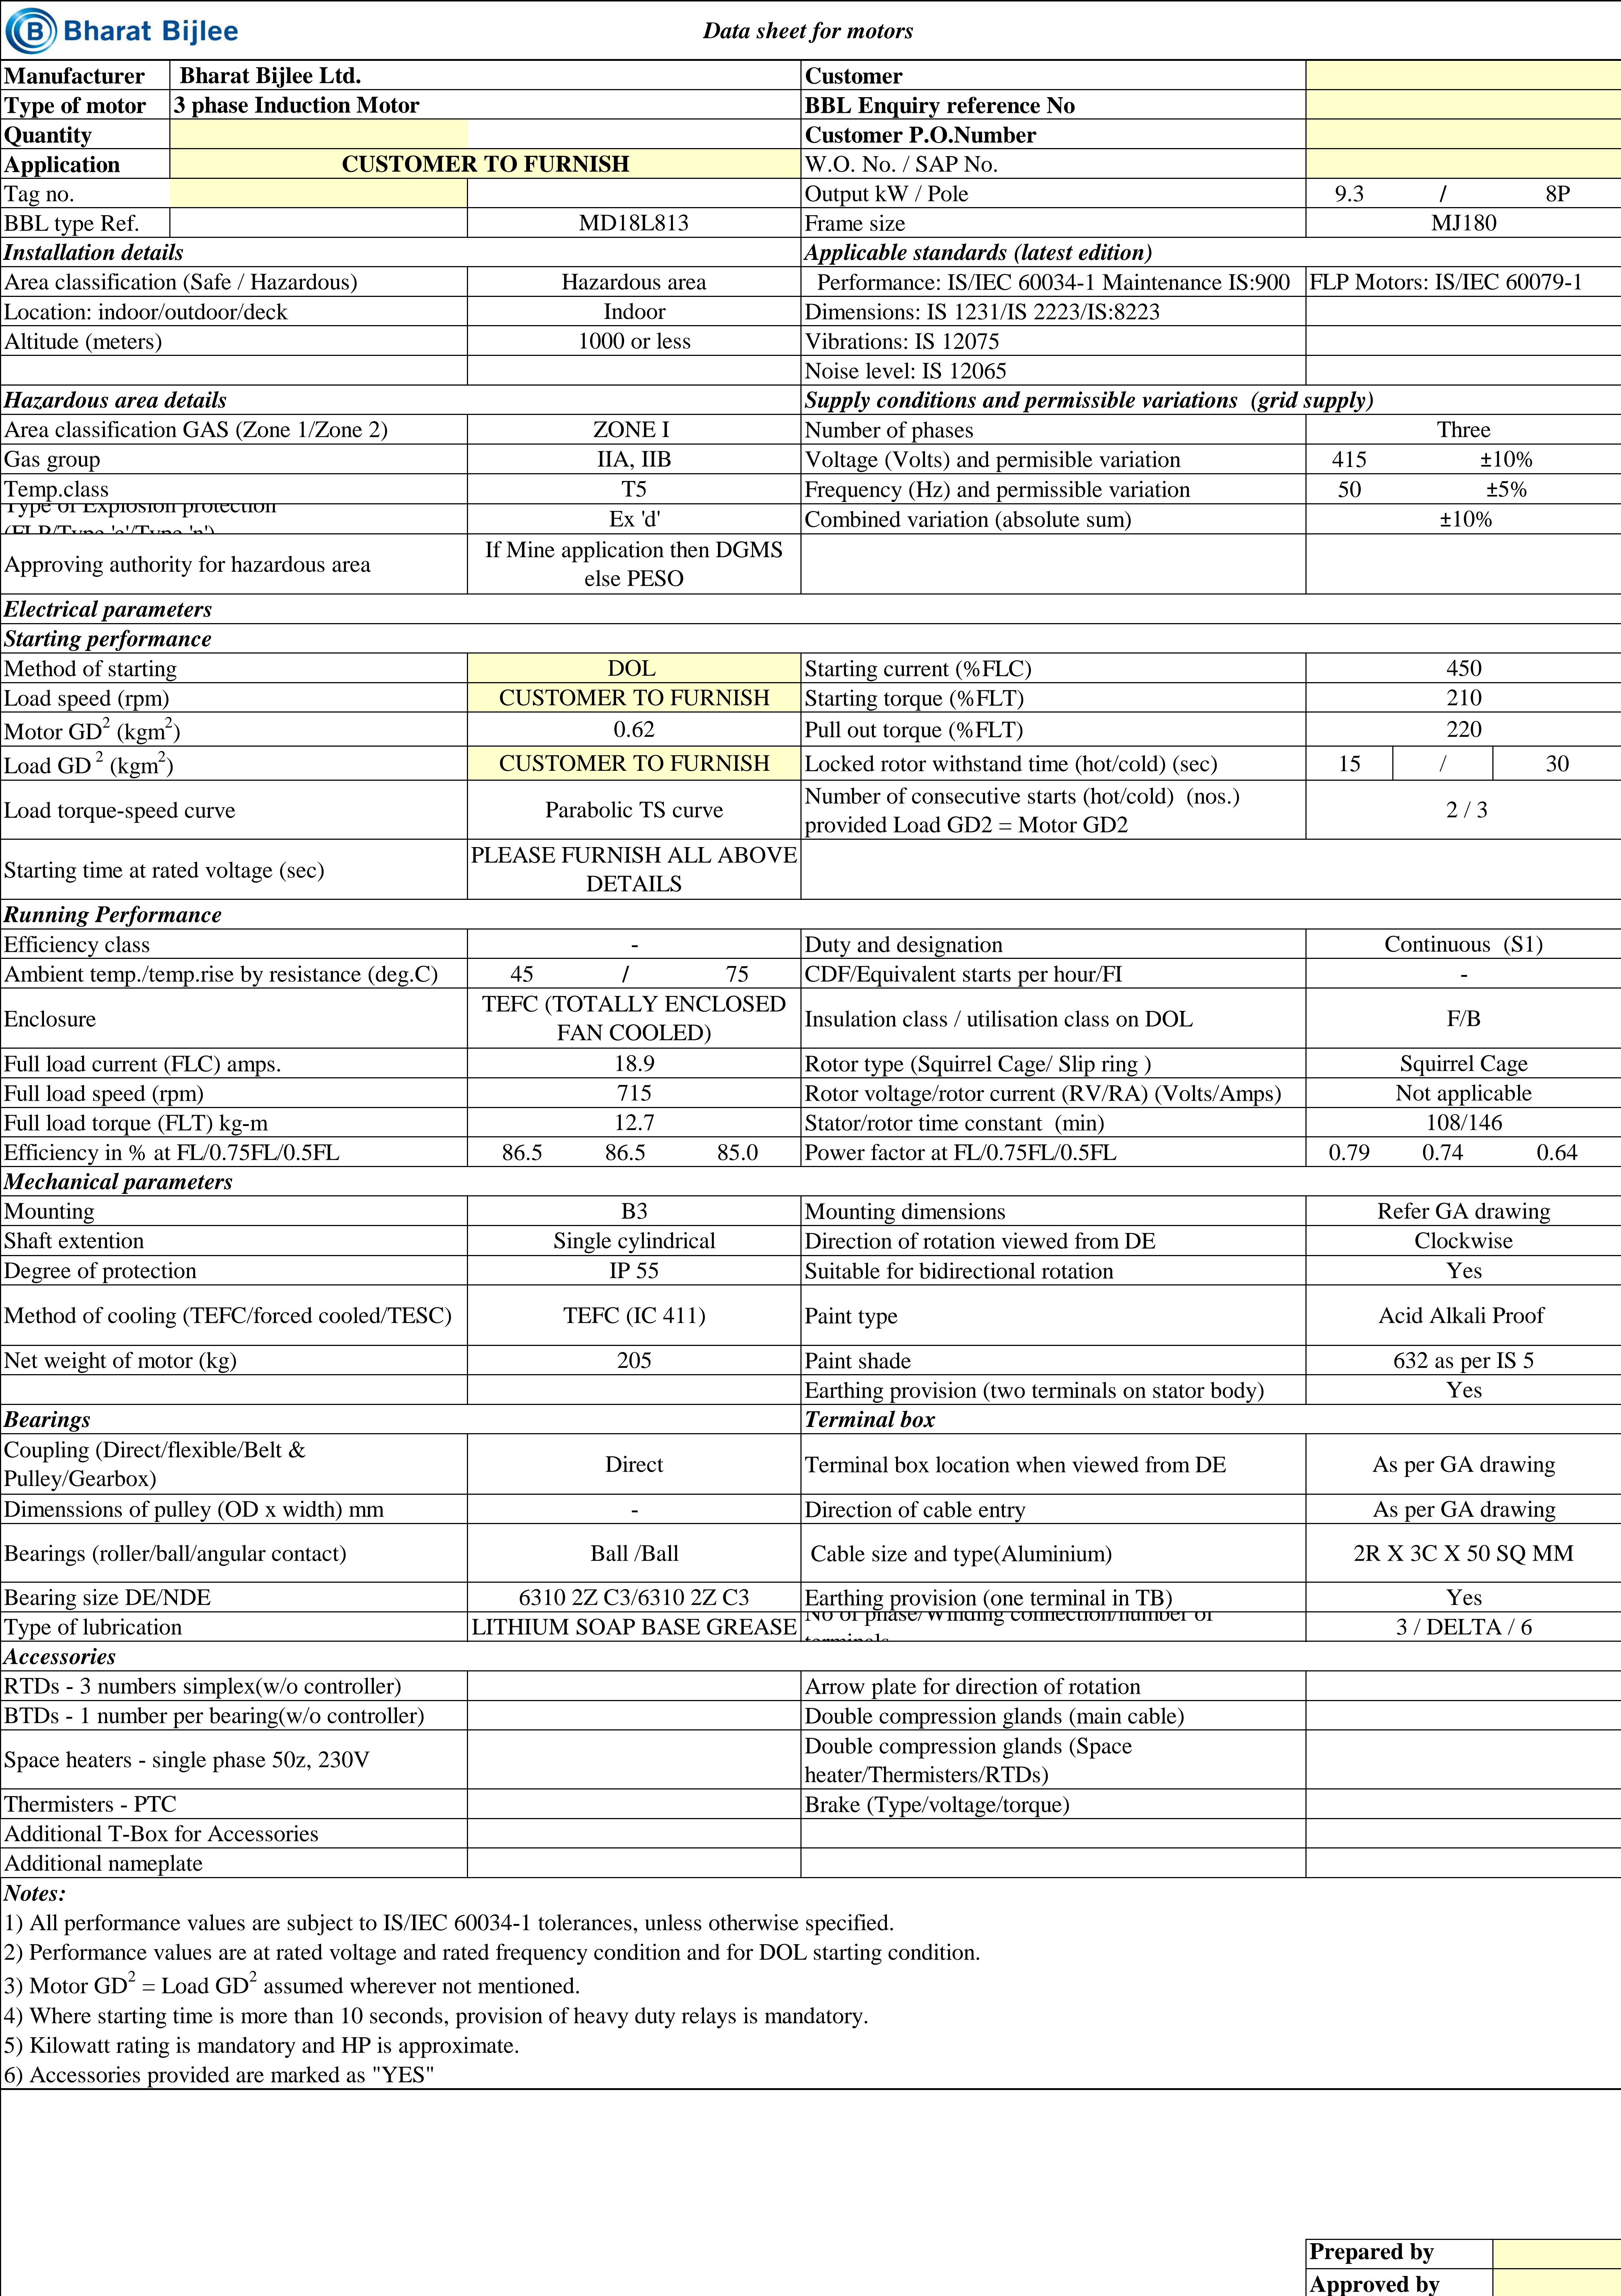 Bharat Bijlee
Data sheet for motors
Manufacturer Bharat Bijlee Ltd. Customer
Type of motor 3 phase Induction Motor BBL Enquiry reference No
Quantity Customer P.O.Number
Application CUSTOMER TO FURNISH W.O. No. / SAP No.
Tag no. Output kW / Pole 9.3 / 8P
BBL type Ref. MD18L813 Frame size MJ180
Installation details Applicable standards (latest edition)
Area classification (Safe / Hazardous) Hazardous area Performance: IS/IEC 60034-1 Maintenance IS:900 FLP Motors: IS/IEC 60079-1
Location: indoor/outdoor/deck Indoor Dimensions: IS 1231/IS 2223/IS:8223
Altitude (meters) 1000 or less Vibrations: IS 12075
Noise level: IS 12065
Hazardous area details Supply conditions and permissible variations (grid supply)
Area classification GAS (Zone 1/Zone 2) ZONE I Number of phases Three
Gas group IIA, IIB Voltage (Volts) and permisible variation 415 ±10%
Temp.class T5 Frequency (Hz) and permissible variation 50 ±5%
Type of Explosion protection
(FLP/Type 'e'/Type 'n') Ex 'd' Combined variation (absolute sum) ±10%
Approving authority for hazardous area If Mine application then DGMS
else PESO
Electrical parameters
Starting performance
Method of starting DOL Starting current (%FLC) 450
Load speed (rpm) CUSTOMER TO FURNISH Starting torque (%FLT) 210
Motor GD² (kgm²) 0.62 Pull out torque (%FLT) 220
Load GD ² (kgm²) CUSTOMER TO FURNISH Locked rotor withstand time (hot/cold) (sec) 15 / 30
Load torque-speed curve Parabolic TS curve Number of consecutive starts (hot/cold) (nos.)
provided Load GD2 = Motor GD2 2 / 3
Starting time at rated voltage (sec) PLEASE FURNISH ALL ABOVE
DETAILS
Running Performance
Efficiency class - Duty and designation Continuous (S1)
Ambient temp./temp.rise by resistance (deg.C) 45 / 75 CDF/Equivalent starts per hour/FI -
Enclosure TEFC (TOTALLY ENCLOSED
FAN COOLED) Insulation class / utilisation class on DOL F/B
Full load current (FLC) amps. 18.9 Rotor type (Squirrel Cage/ Slip ring ) Squirrel Cage
Full load speed (rpm) 715 Rotor voltage/rotor current (RV/RA) (Volts/Amps) Not applicable
Full load torque (FLT) kg-m 12.7 Stator/rotor time constant (min) 108/146
Efficiency in % at FL/0.75FL/0.5FL 86.5 86.5 85.0 Power factor at FL/0.75FL/0.5FL 0.79 0.74 0.64
Mechanical parameters
Mounting B3 Mounting dimensions Refer GA drawing
Shaft extention Single cylindrical Direction of rotation viewed from DE Clockwise
Degree of protection IP 55 Suitable for bidirectional rotation Yes
Method of cooling (TEFC/forced cooled/TESC) TEFC (IC 411) Paint type Acid Alkali Proof
Net weight of motor (kg) 205 Paint shade 632 as per IS 5
Earthing provision (two terminals on stator body) Yes
Bearings Terminal box
Coupling (Direct/flexible/Belt &
Pulley/Gearbox) Direct Terminal box location when viewed from DE As per GA drawing
Dimenssions of pulley (OD x width) mm - Direction of cable entry As per GA drawing
Bearings (roller/ball/angular contact) Ball /Ball Cable size and type(Aluminium) 2R X 3C X 50 SQ MM
Bearing size DE/NDE 6310 2Z C3/6310 2Z C3 Earthing provision (one terminal in TB) Yes
Type of lubrication LITHIUM SOAP BASE GREASE No of phase/Winding connection/number of
terminals 3 / DELTA / 6
Accessories
RTDs - 3 numbers simplex(w/o controller) Arrow plate for direction of rotation
BTDs - 1 number per bearing(w/o controller) Double compression glands (main cable)
Space heaters - single phase 50z, 230V Double compression glands (Space
heater/Thermisters/RTDs)
Thermisters - PTC Brake (Type/voltage/torque)
Additional T-Box for Accessories
Additional nameplate
Notes:
1) All performance values are subject to IS/IEC 60034-1 tolerances, unless otherwise specified.
2) Performance values are at rated voltage and rated frequency condition and for DOL starting condition.
3) Motor GD² = Load GD² assumed wherever not mentioned.
4) Where starting time is more than 10 seconds, provision of heavy duty relays is mandatory.
5) Kilowatt rating is mandatory and HP is approximate.
6) Accessories provided are marked as "YES"
Prepared by
Approved by